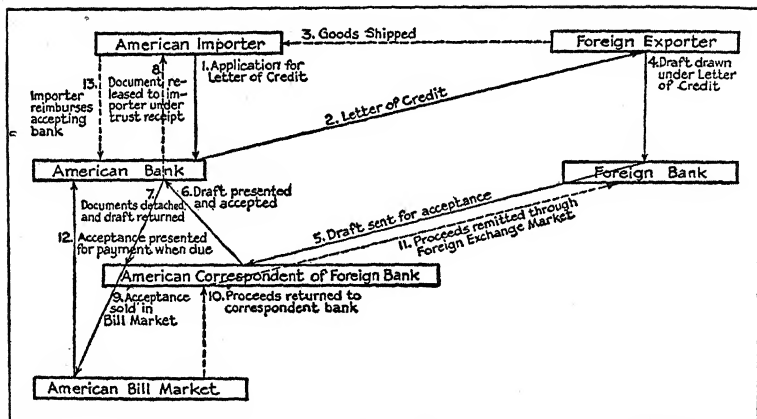 3. Goods Shipped
American Importer
Foreign Exporter
13.
Importer
reimburses
accepting
bank
8.
Document re-
leased to im-
porter under
trust receipt
1. Application for
Letter of Credit
4. Draft drawn
under Letter
of Credit
2. Letter of Credit
American Bank
Foreign Bank
7.
Documents detached
and draft returned
6. Draft presented
and accepted
5. Draft sent for acceptance
11. Proceeds remitted through
Foreign Exchange Market
12.
Acceptance presented
for payment when due
American Correspondent of Foreign Bank
9. Acceptance
sold in
Bill Market
10. Proceeds returned to
correspondent bank
American Bill Market